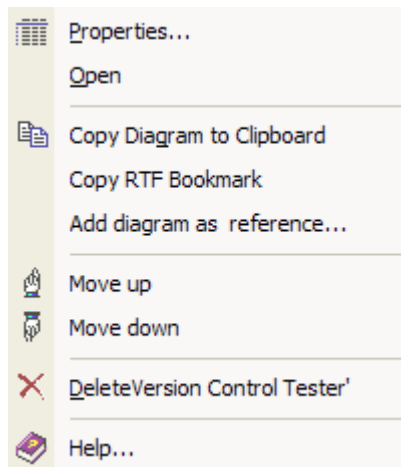 Properties...
Open
Copy Diagram to Clipboard
Copy RTF Bookmark
Add diagram as  reference...
Move up
Move down
DeleteVersion Control Tester'
Help...